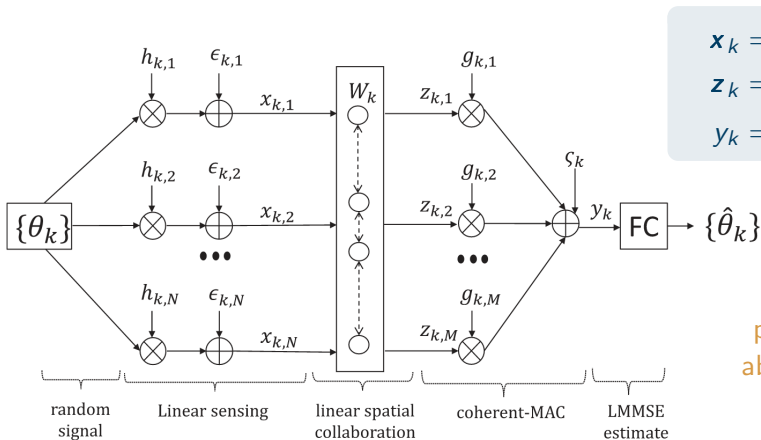 h_{k,1} ϵ_{k,1} g_{k,1}
x_{k,1} W_k z_{k,1}
h_{k,2} ϵ_{k,2} g_{k,2} ς_k
{θ_k} x_{k,2} z_{k,2} y_k FC {θ̂_k}
•••  •••
h_{k,N} ϵ_{k,N} g_{k,M}
x_{k,N} z_{k,M}
random signal
Linear sensing
linear spatial collaboration
coherent-MAC
LMMSE estimate
x_k =
z_k =
y_k =
p
ab